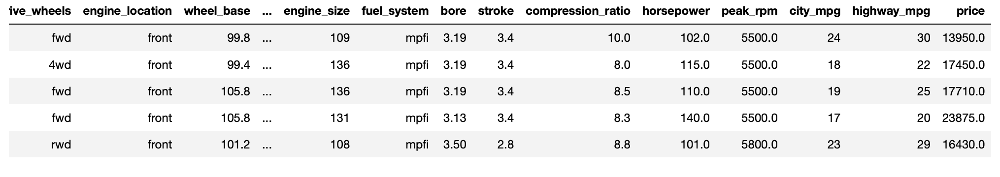 ive_wheels engine_location wheel_base ... engine_size fuel_system bore stroke compression_ratio horsepower peak_rpm city_mpg highway_mpg price
fwd front 99.8 ... 109 mpfi 3.19 3.4 10.0 102.0 5500.0 24 30 13950.0
4wd front 99.4 ... 136 mpfi 3.19 3.4 8.0 115.0 5500.0 18 22 17450.0
fwd front 105.8 ... 136 mpfi 3.19 3.4 8.5 110.0 5500.0 19 25 17710.0
fwd front 105.8 ... 131 mpfi 3.13 3.4 8.3 140.0 5500.0 17 20 23875.0
rwd front 101.2 ... 108 mpfi 3.50 2.8 8.8 101.0 5800.0 23 29 16430.0